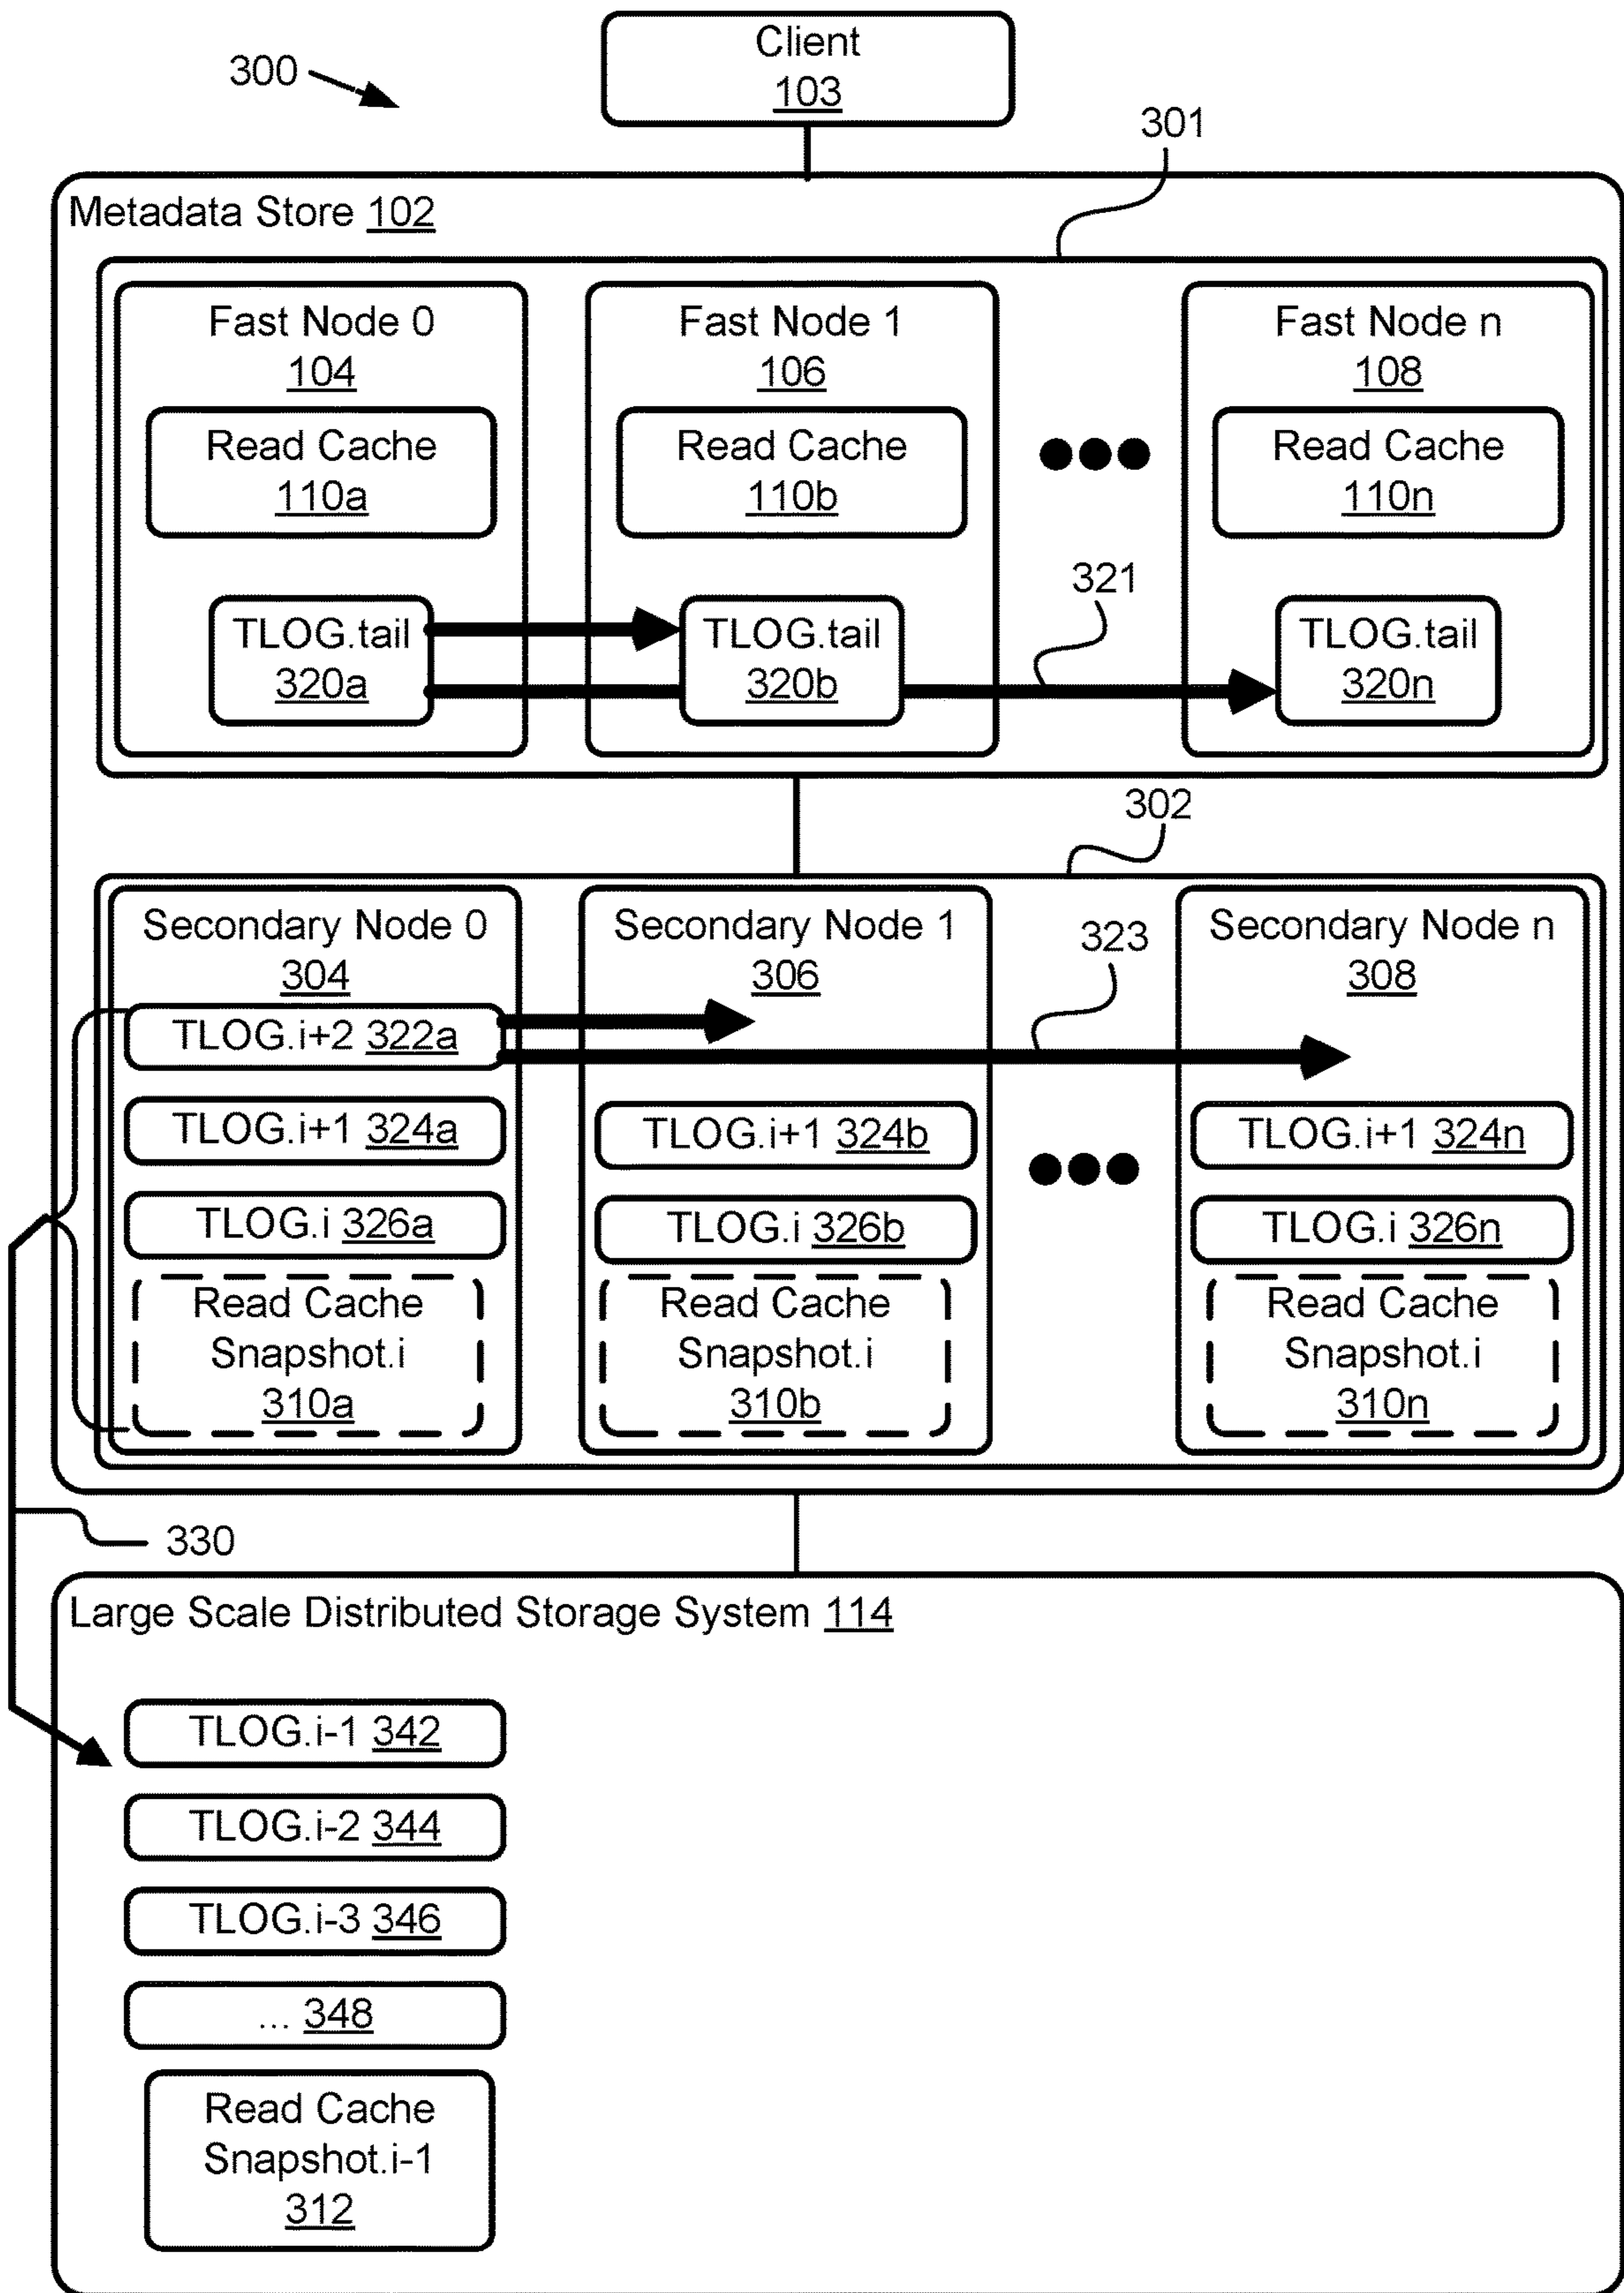 Client
103
300
301
Metadata Store 102
Fast Node 0
104
Read Cache
110a
TLOG.tail
320a
Fast Node 1
106
Read Cache
110b
TLOG.tail
320b
321
Fast Node n
108
Read Cache
110n
TLOG.tail
320n
302
Secondary Node 0
304
TLOG.i+2 322a
TLOG.i+1 324a
TLOG.i 326a
Read Cache
Snapshot.i
310a
Secondary Node 1
306
TLOG.i+1 324b
TLOG.i 326b
Read Cache
Snapshot.i
310b
323
Secondary Node n
308
TLOG.i+1 324n
TLOG.i 326n
Read Cache
Snapshot.i
310n
330
Large Scale Distributed Storage System 114
TLOG.i-1 342
TLOG.i-2 344
TLOG.i-3 346
... 348
Read Cache
Snapshot.i-1
312